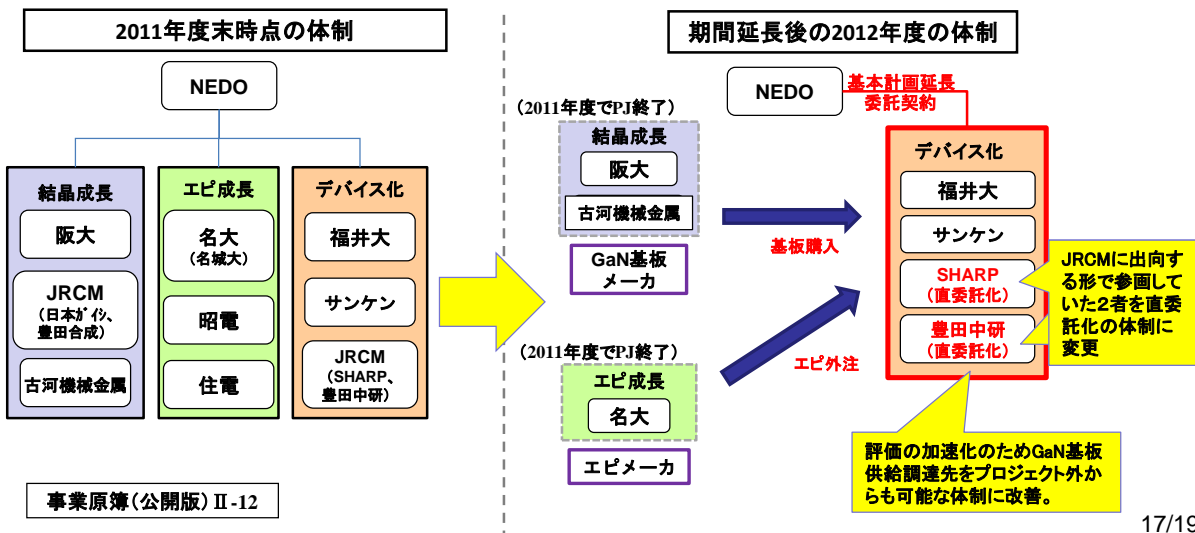 2011年度末時点の体制
NEDO
結晶成長
阪大
JRCM
(日本ガイシ、
豊田合成)
古河機械金属
エピ成長
名大
(名城大)
昭電
住電
デバイス化
福井大
サンケン
JRCM
(SHARP、
豊田中研)
事業原簿(公開版)Ⅱ-12
期間延長後の2012年度の体制
NEDO
基本計画延長
委託契約
(2011年度でPJ終了)
結晶成長
阪大
古河機械金属
GaN基板
メーカ
基板購入
(2011年度でPJ終了)
エピ成長
名大
エピメーカ
エピ外注
デバイス化
福井大
サンケン
SHARP
(直委託化)
豊田中研
(直委託化)
JRCMに出向す
る形で参画して
いた2者を直委
託化の体制に
変更
評価の加速化のためGaN基板
供給調達先をプロジェクト外か
らも可能な体制に改善。
17/19